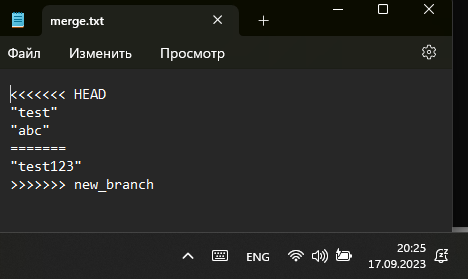 merge.txt
Файл Изменить Просмотр
<<<<<<< HEAD
"test"
"abc"
=======
"test123"
>>>>>>> new_branch
ENG
20:25
17.09.2023